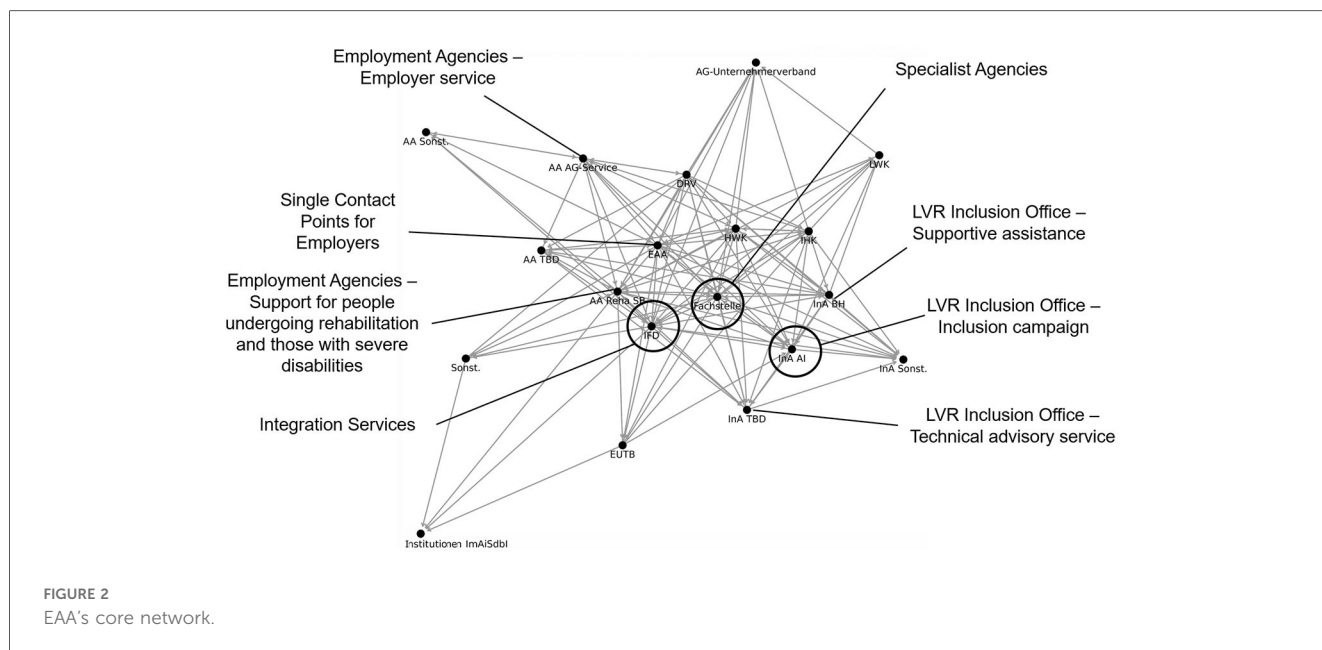 Employment Agencies –
Employer service
AG-Unternehmerverband
Specialist Agencies
AA Sonst.
AA AG-Service
LWK
DRV
Single Contact
Points for
Employers
LVR Inclusion Office –
Supportive assistance
HWK
IHK
EAA
AA TBD
Employment Agencies –
Support for people
undergoing rehabilitation
and those with severe
disabilities
AA Reha SB
Fachstelle
InA BH
LVR Inclusion Office –
Inclusion campaign
IFD
InA AI
Sonst.
InA Sonst.
Integration Services
InA TBD
LVR Inclusion Office –
Technical advisory service
EUTB
Institutionen ImAiSdbl
FIGURE 2
EAA's core network.